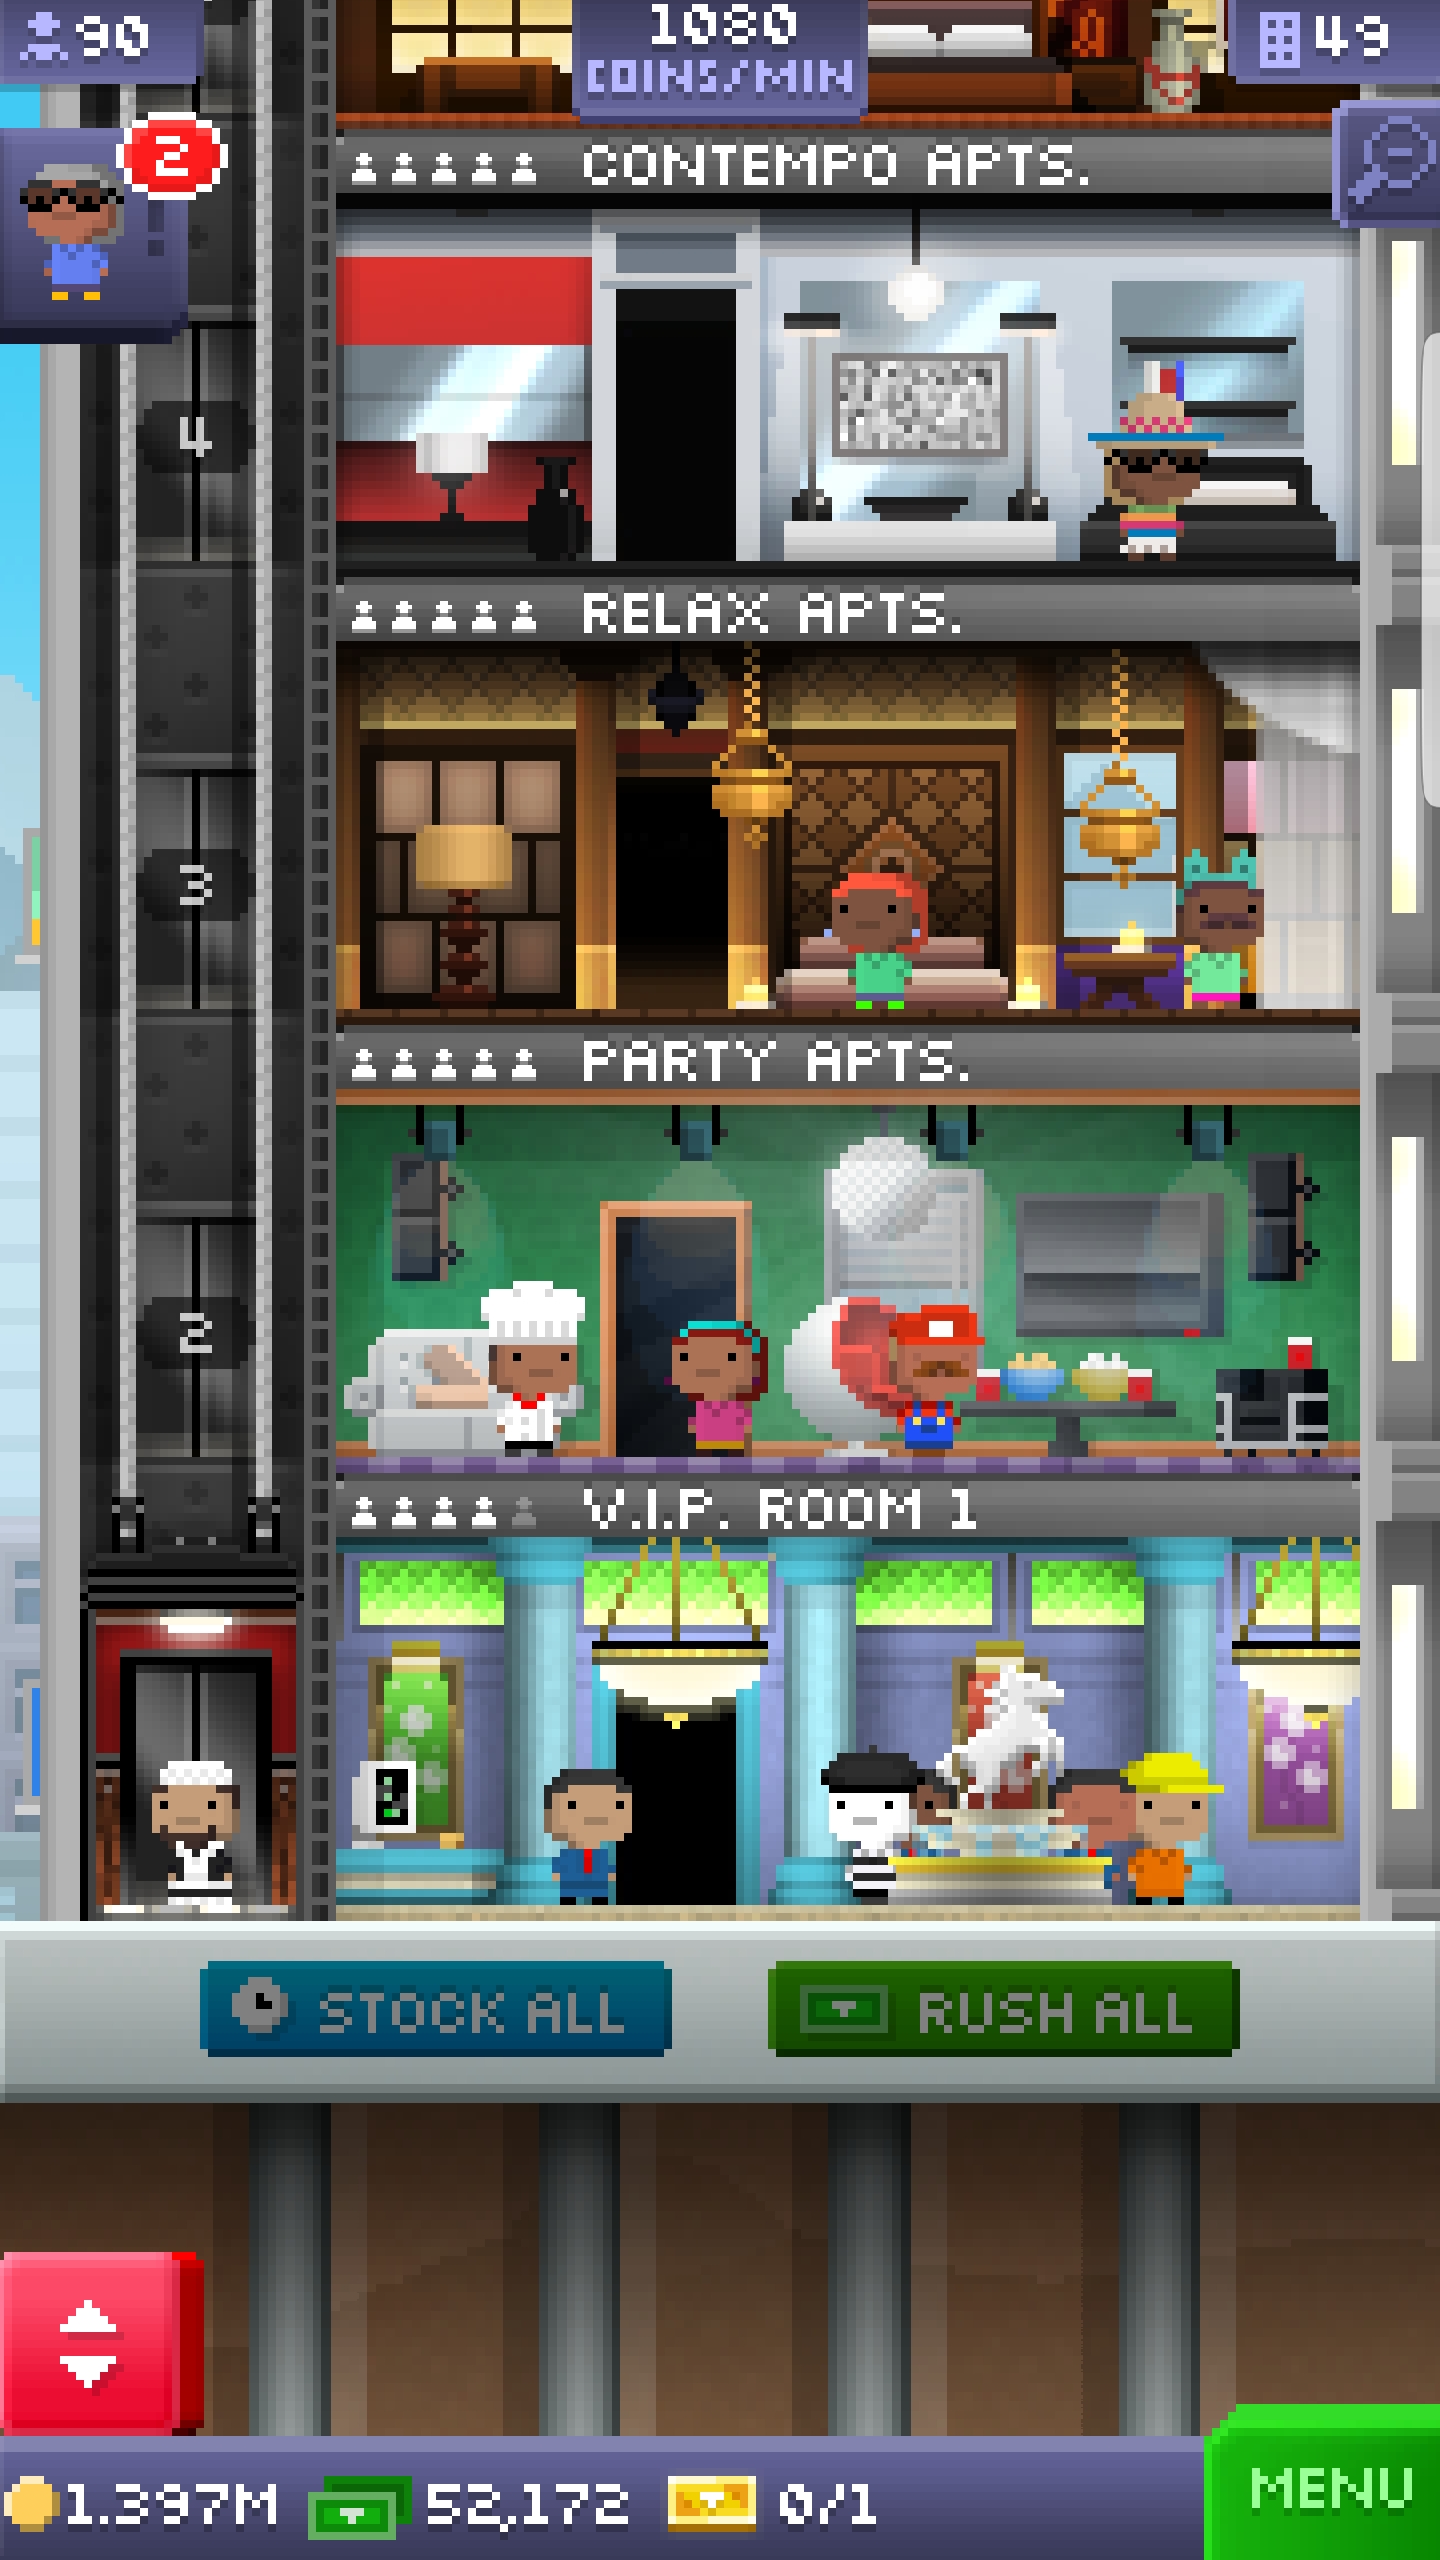 90
1080
COINS/MIN
49
2
!
CONTEMPO APTS.
4
RELAX APTS.
3
PARTY APTS.
2
V.I.P. ROOM 1
STOCK ALL
RUSH ALL
1.397M
52,172
0/1
MENU